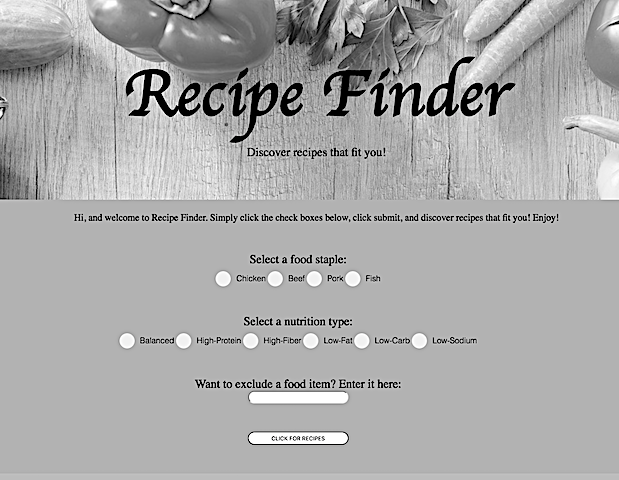 Recipe Finder
Discover recipes that fit you!
Hi, and welcome to Recipe Finder. Simply click the check boxes below, click submit, and discover recipes that fit you! Enjoy!
Select a food staple:
Chicken Beef Pork Fish
Select a nutrition type:
Balanced High-Protein High-Fiber Low-Fat Low-Carb Low-Sodium
Want to exclude a food item? Enter it here:
CLICK FOR RECIPES